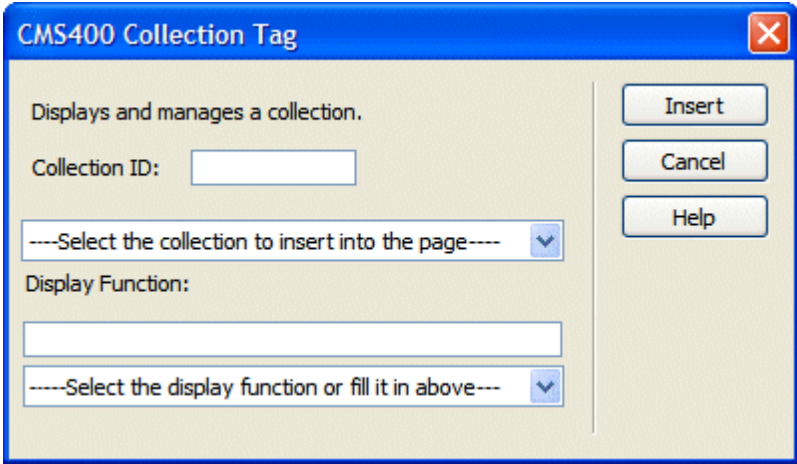 CMS400 Collection Tag
Displays and manages a collection.
Collection ID:
----Select the collection to insert into the page----
Display Function:
-----Select the display function or fill it in above---
Insert
Cancel
Help